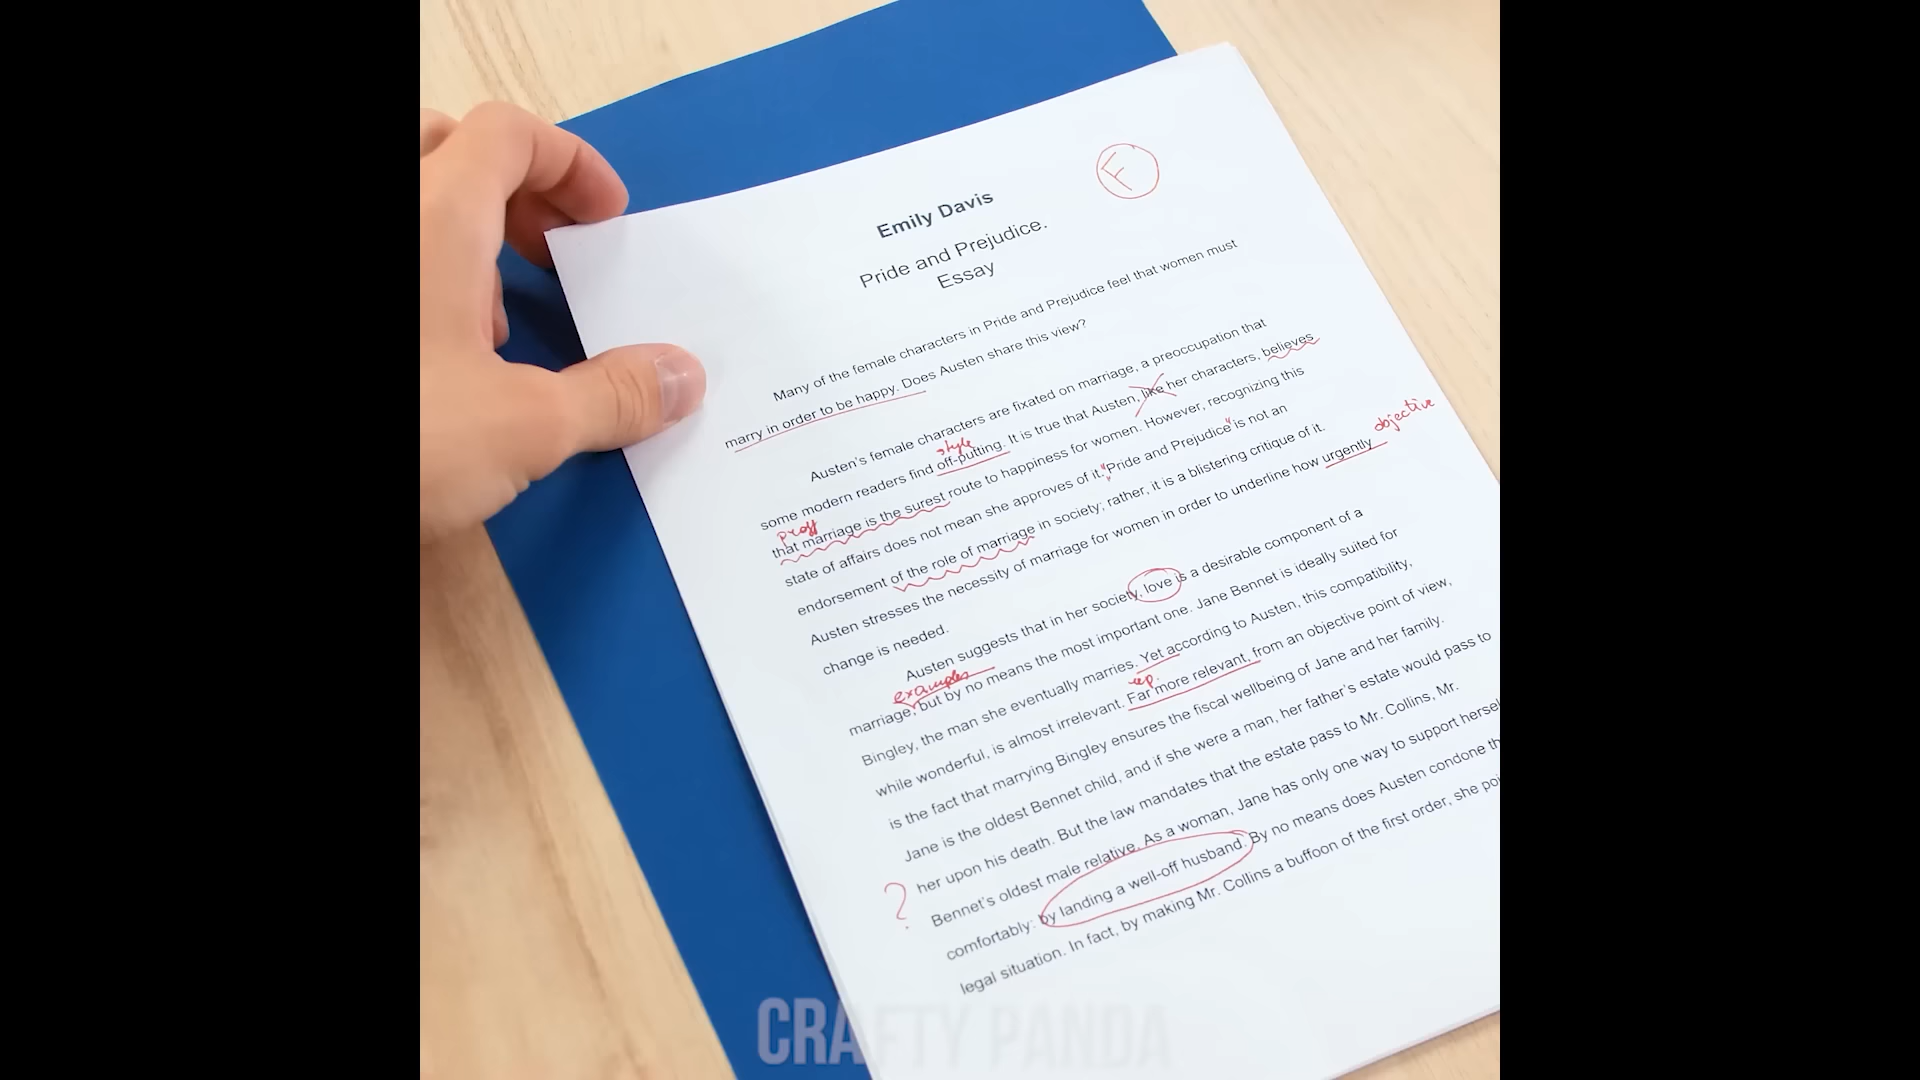 F
Emily Davis
Pride and Prejudice.
Essay
Many of the female characters in Pride and Prejudice feel that women must
marry in order to be happy. Does Austen share this view?
Austen's female characters are fixated on marriage, a preoccupation that
style
some modern readers find off-putting. It is true that Austen, like her characters, believes
proff
that marriage is the surest route to happiness for women. However, recognizing this
state of affairs does not mean she approves of it. "Pride and Prejudice" is not an
objective
endorsement of the role of marriage in society; rather, it is a blistering critique of it.
Austen stresses the necessity of marriage for women in order to underline how urgently
change is needed.
Austen suggests that in her society, love is a desirable component of a
examples
marriage, but by no means the most important one. Jane Bennet is ideally suited for
Bingley, the man she eventually marries. Yet according to Austen, this compatibility,
rep.
while wonderful, is almost irrelevant. Far more relevant, from an objective point of view,
is the fact that marrying Bingley ensures the fiscal wellbeing of Jane and her family.
Jane is the oldest Bennet child, and if she were a man, her father's estate would pass to
her upon his death. But the law mandates that the estate pass to Mr. Collins, Mr.
?
Bennet's oldest male relative. As a woman, Jane has only one way to support hersel
comfortably: by landing a well-off husband. By no means does Austen condone th
legal situation. In fact, by making Mr. Collins a buffoon of the first order, she poi
CRAFTY PANDA